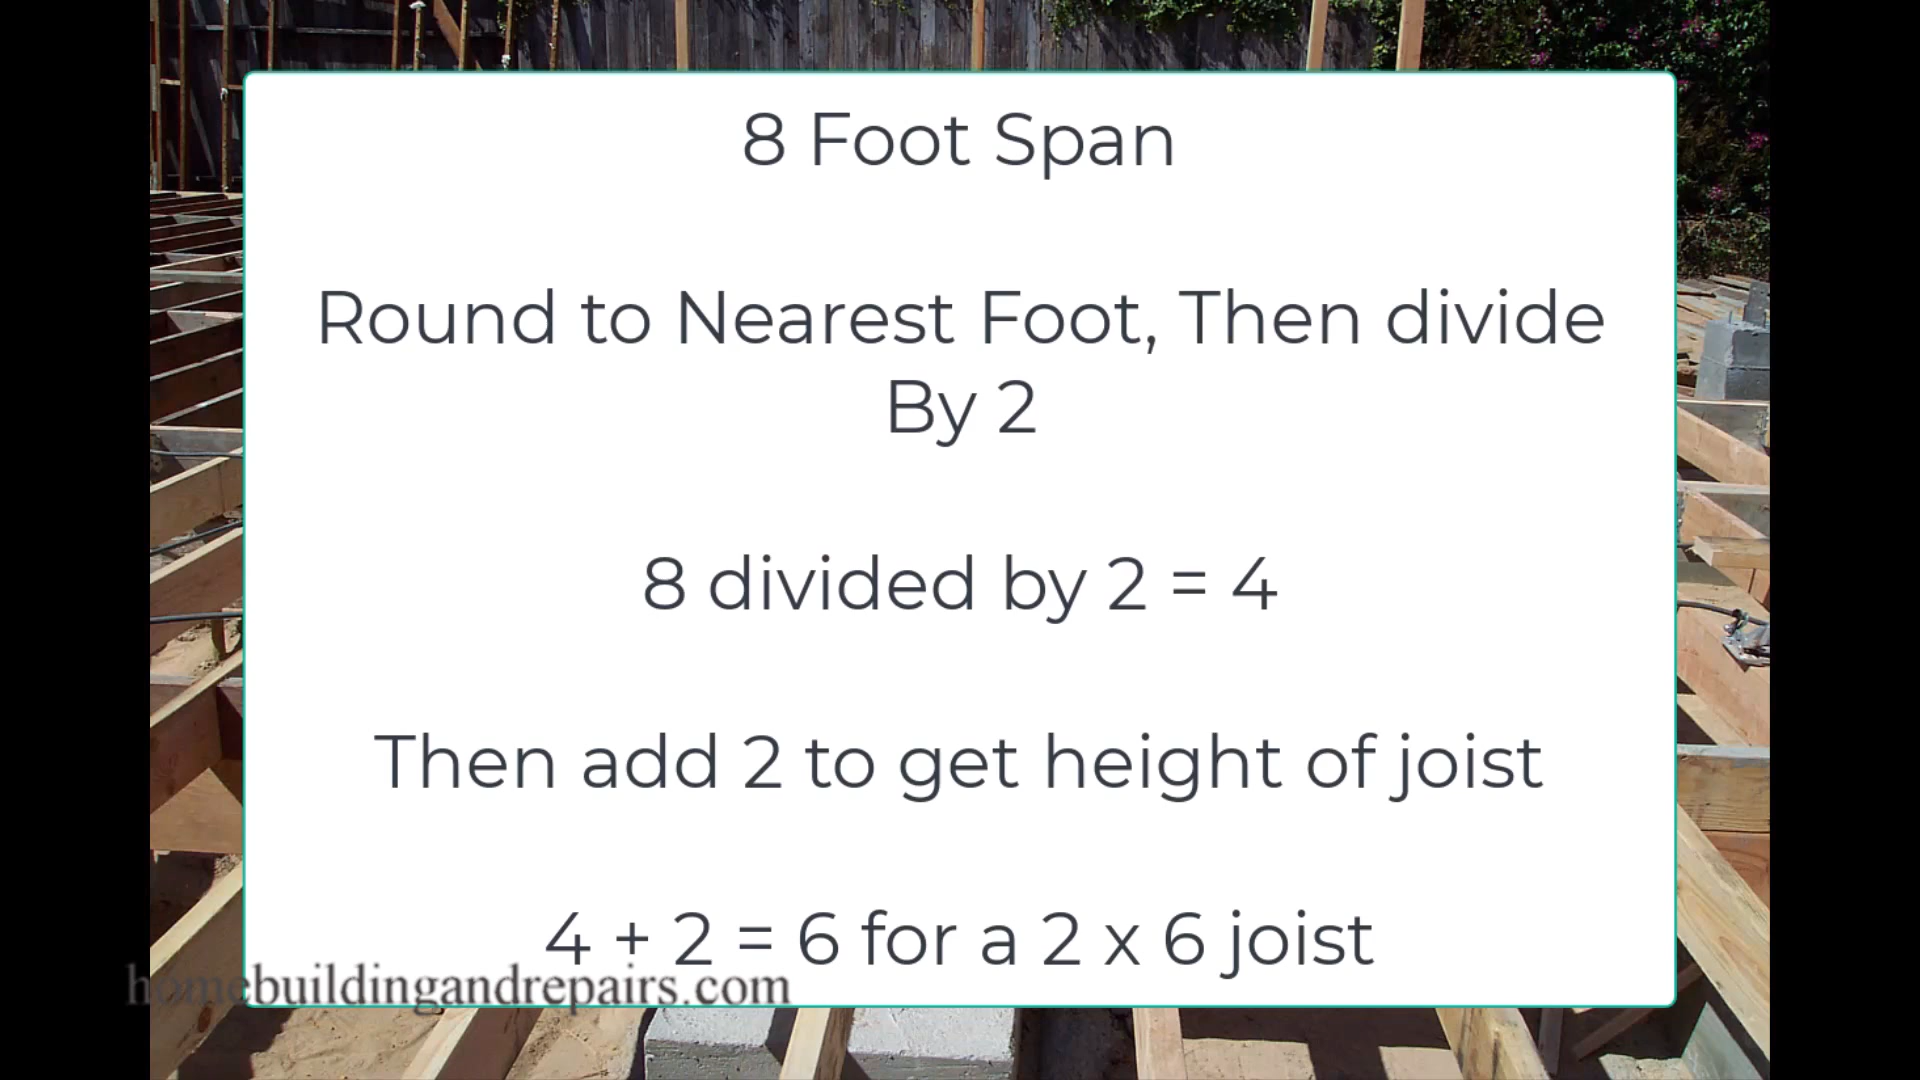 8 Foot Span
Round to Nearest Foot, Then divide
By 2
8 divided by 2 = 4
Then add 2 to get height of joist
4 + 2 = 6 for a 2 x 6 joist
homebuildingandrepairs.com